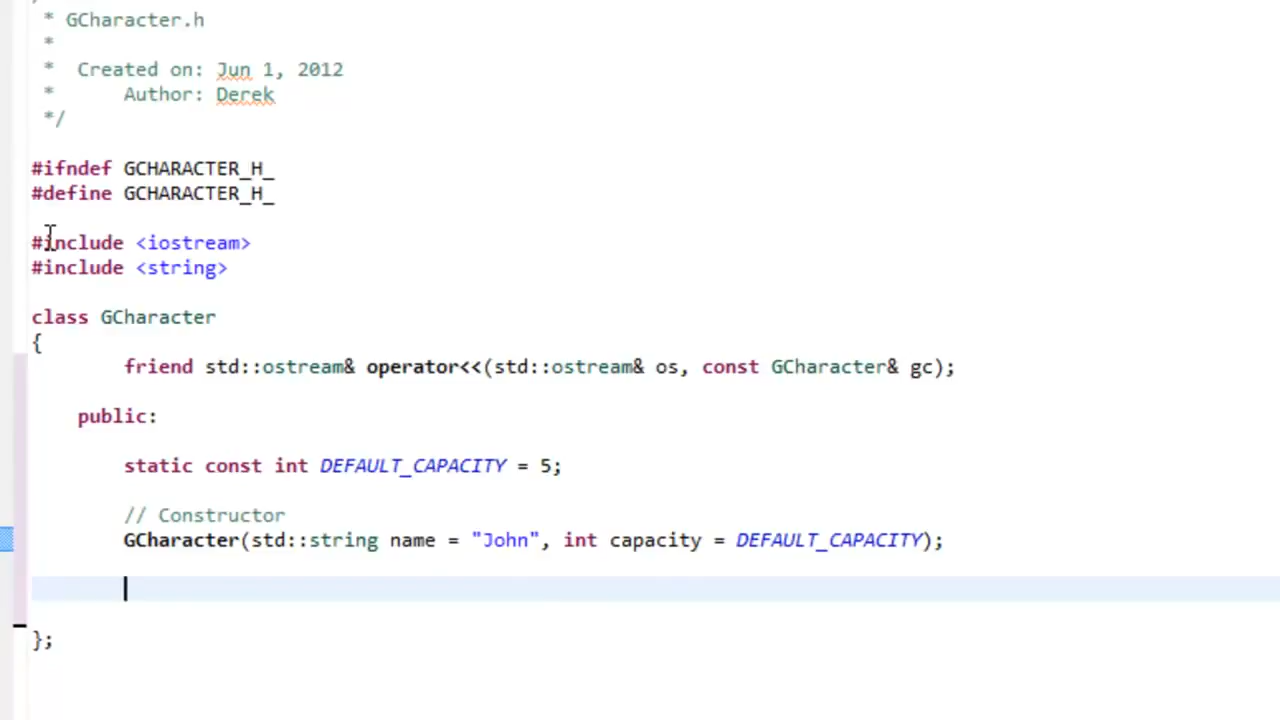 * GCharacter.h
*
* Created on: Jun 1, 2012
* Author: Derek
*/
#ifndef GCHARACTER_H_
#define GCHARACTER_H_
#include <iostream>
#include <string>
class GCharacter
{
friend std::ostream& operator<<(std::ostream& os, const GCharacter& gc);
public:
static const int DEFAULT_CAPACITY = 5;
// Constructor
GCharacter(std::string name = "John", int capacity = DEFAULT_CAPACITY);
};